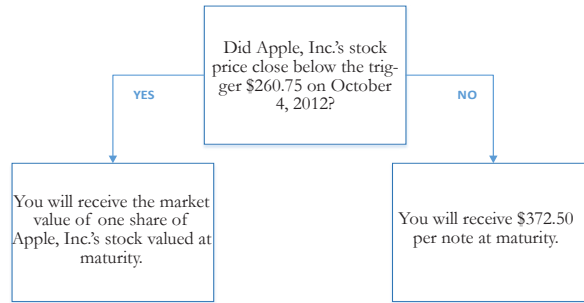 Did Apple, Inc.'s stock
price close below the trig-
ger $260.75 on October
4, 2012?
YES
NO
You will receive the market
value of one share of
Apple, Inc.'s stock valued at
maturity.
You will receive $372.50
per note at maturity.